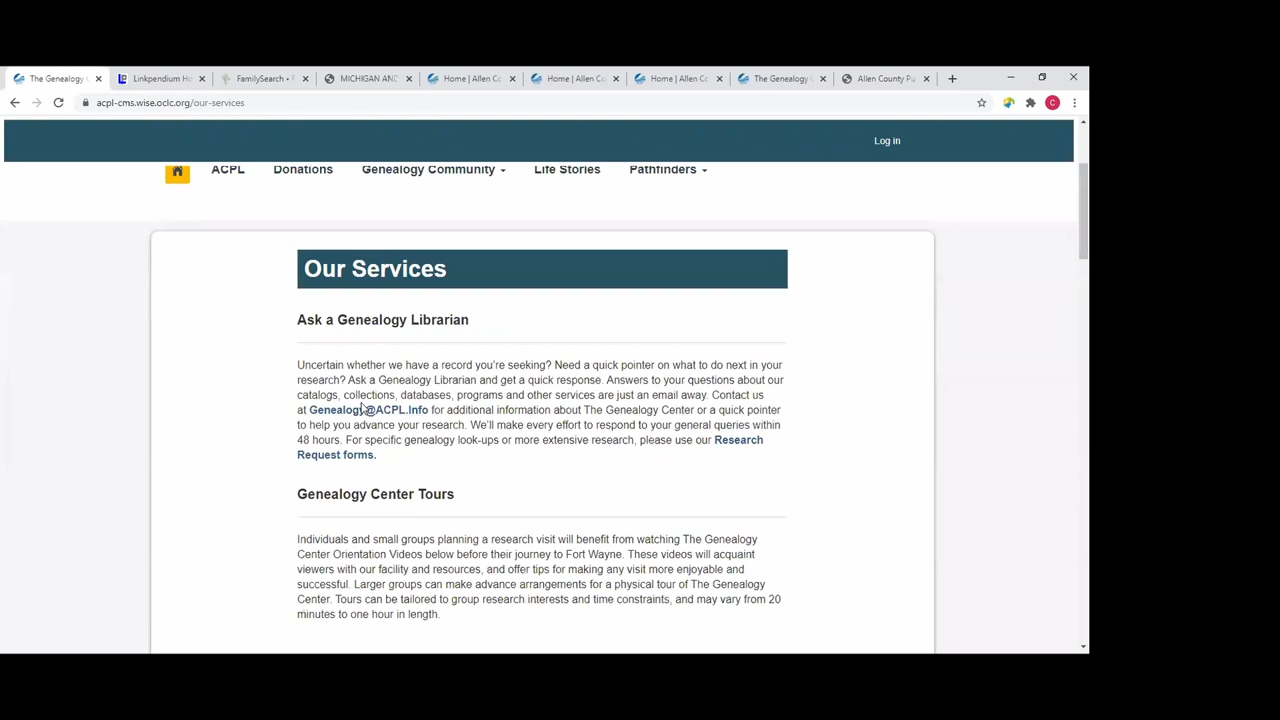 The Genealogy
Linkpendium Ho
FamilySearch •
MICHIGAN AND
Home | Allen Co
Home | Allen Co
Home | Allen Co
The Genealogy
Allen County Pu
acpl-cms.wise.oclc.org/our-services
C
Log in
ACPL
Donations
Genealogy Community
Life Stories
Pathfinders
Our Services
Ask a Genealogy Librarian
Uncertain whether we have a record you're seeking? Need a quick pointer on what to do next in your
research? Ask a Genealogy Librarian and get a quick response. Answers to your questions about our
catalogs, collections, databases, programs and other services are just an email away. Contact us
at Genealogy@ACPL.Info for additional information about The Genealogy Center or a quick pointer
to help you advance your research. We'll make every effort to respond to your general queries within
48 hours. For specific genealogy look-ups or more extensive research, please use our Research
Request forms.
Genealogy Center Tours
Individuals and small groups planning a research visit will benefit from watching The Genealogy
Center Orientation Videos below before their journey to Fort Wayne. These videos will acquaint
viewers with our facility and resources, and offer tips for making any visit more enjoyable and
successful. Larger groups can make advance arrangements for a physical tour of The Genealogy
Center. Tours can be tailored to group research interests and time constraints, and may vary from 20
minutes to one hour in length.